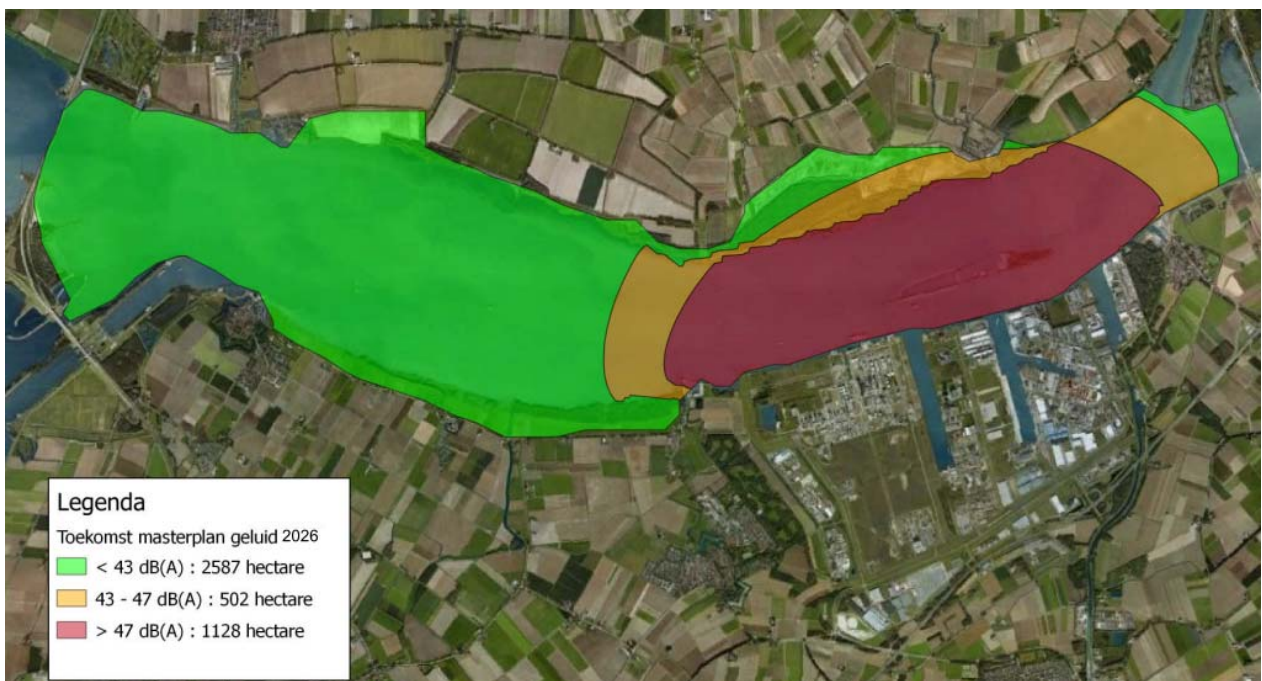 Legenda
Toekomst masterplan geluid 2026
< 43 dB(A) : 2587 hectare
43 - 47 dB(A) : 502 hectare
> 47 dB(A) : 1128 hectare